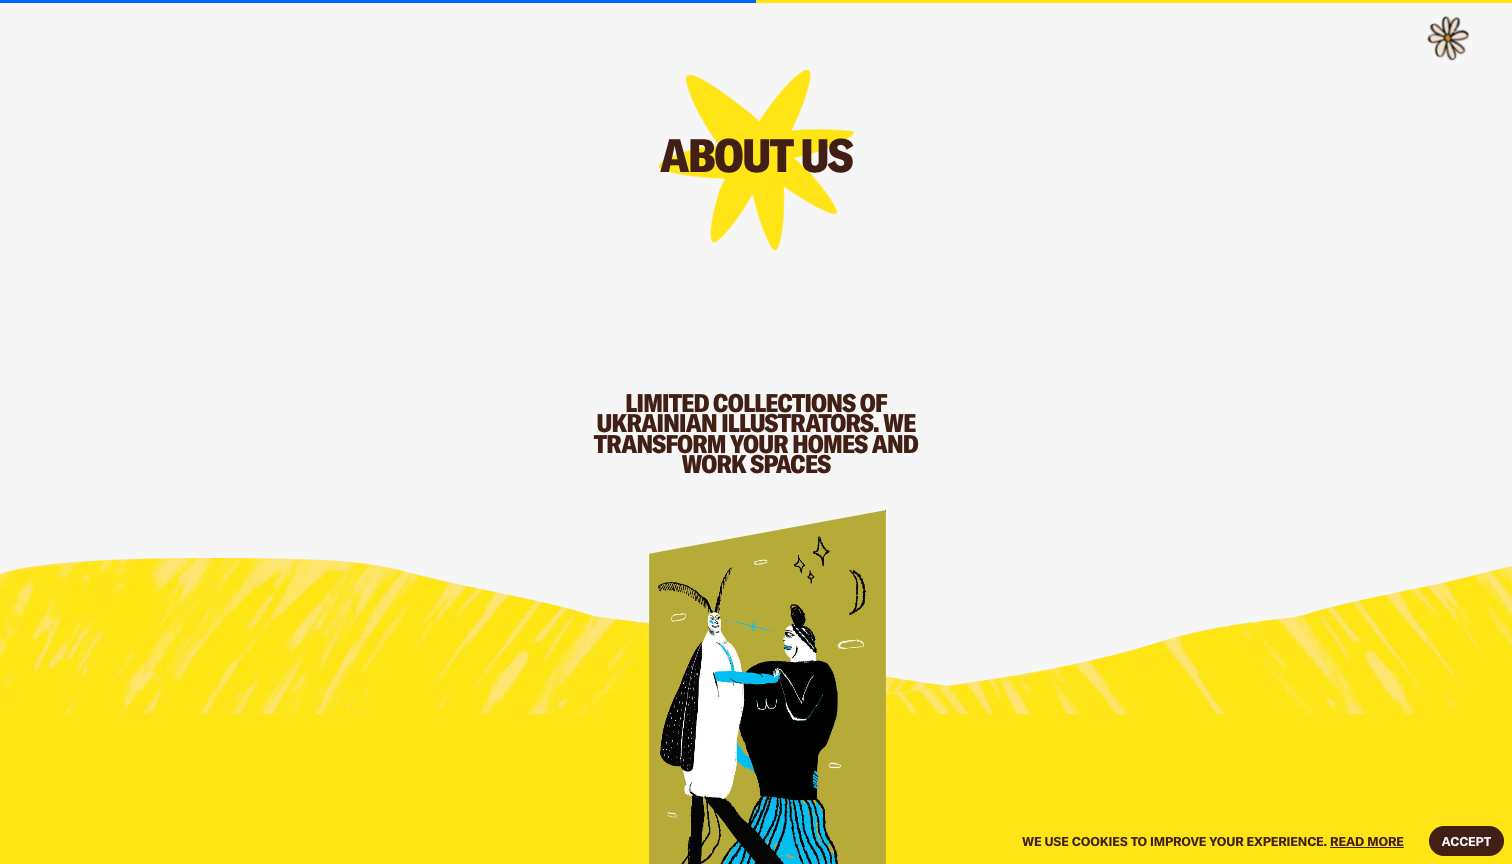 ABOUT US
LIMITED COLLECTIONS OF
UKRAINIAN ILLUSTRATORS. WE
TRANSFORM YOUR HOMES AND
WORK SPACES
WE USE COOKIES TO IMPROVE YOUR EXPERIENCE. READ MORE
ACCEPT